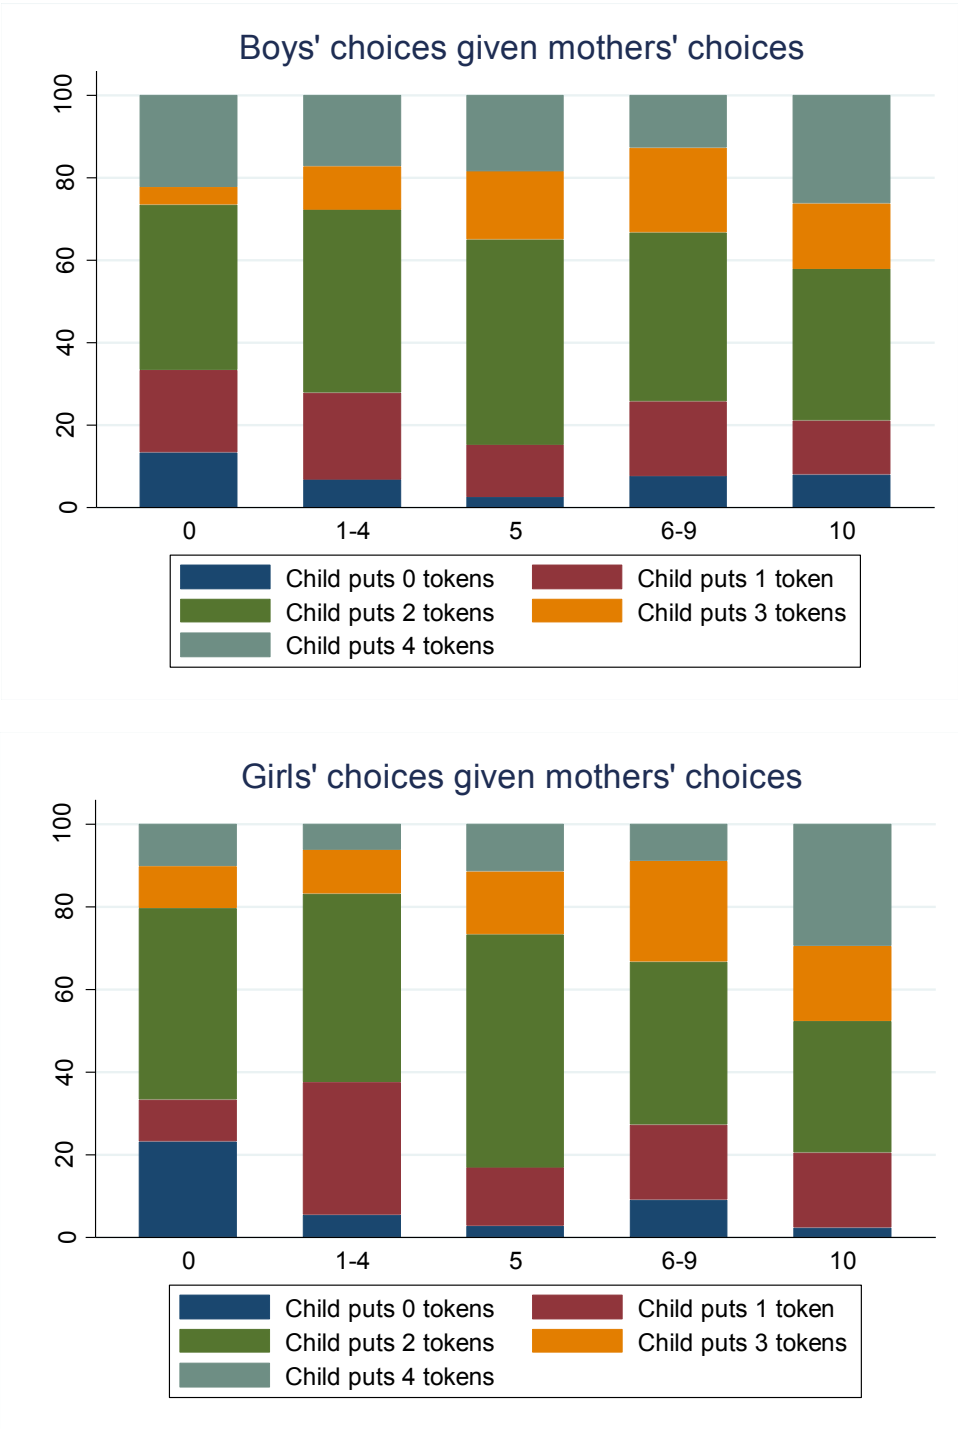 Boys' choices given mothers' choices
100
80
60
40
20
0
0 1-4 5 6-9 10
Child puts 0 tokens Child puts 1 token
Child puts 2 tokens Child puts 3 tokens
Child puts 4 tokens
Girls' choices given mothers' choices
100
80
60
40
20
0
0 1-4 5 6-9 10
Child puts 0 tokens Child puts 1 token
Child puts 2 tokens Child puts 3 tokens
Child puts 4 tokens